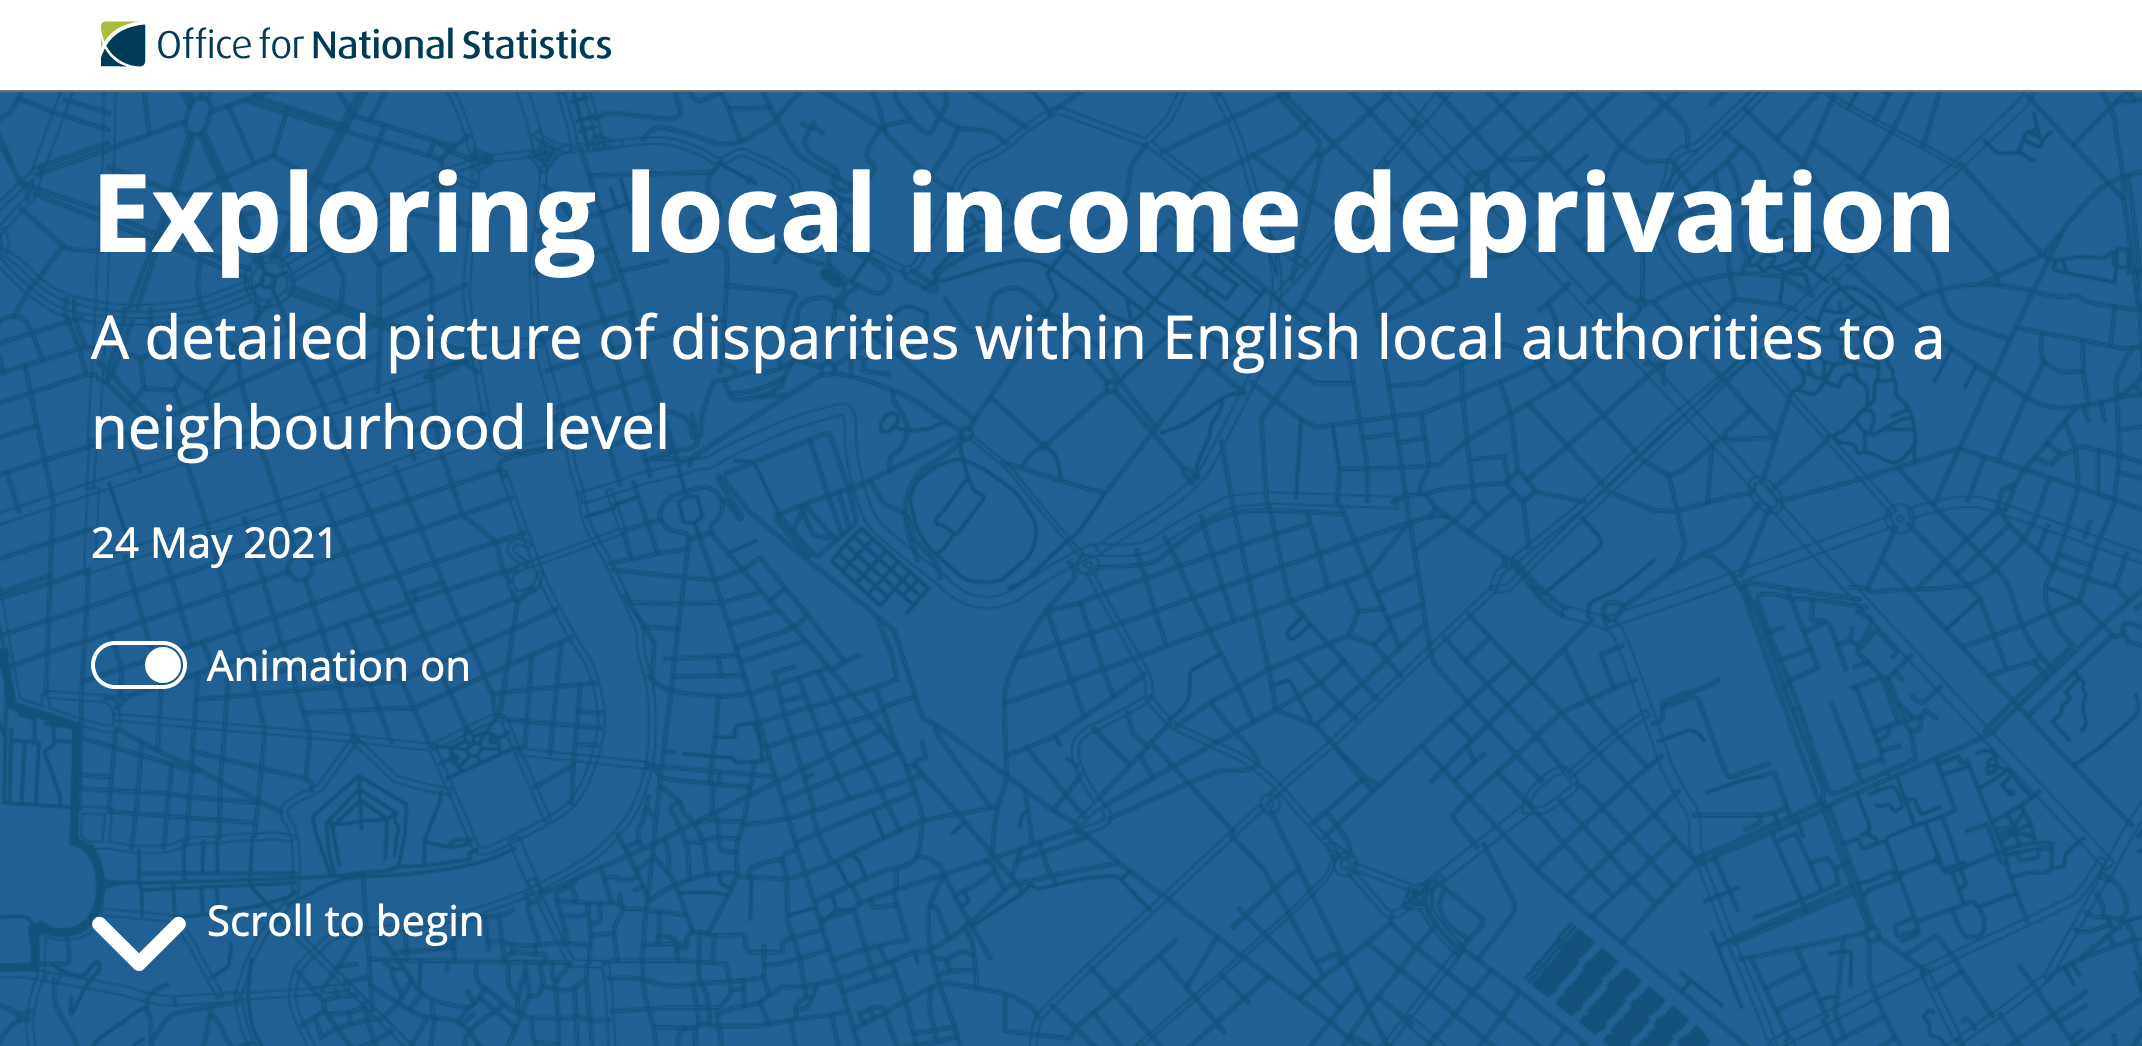 Office for National Statistics
Exploring local income deprivation
A detailed picture of disparities within English local authorities to a
neighbourhood level
24 May 2021
Animation on
Scroll to begin